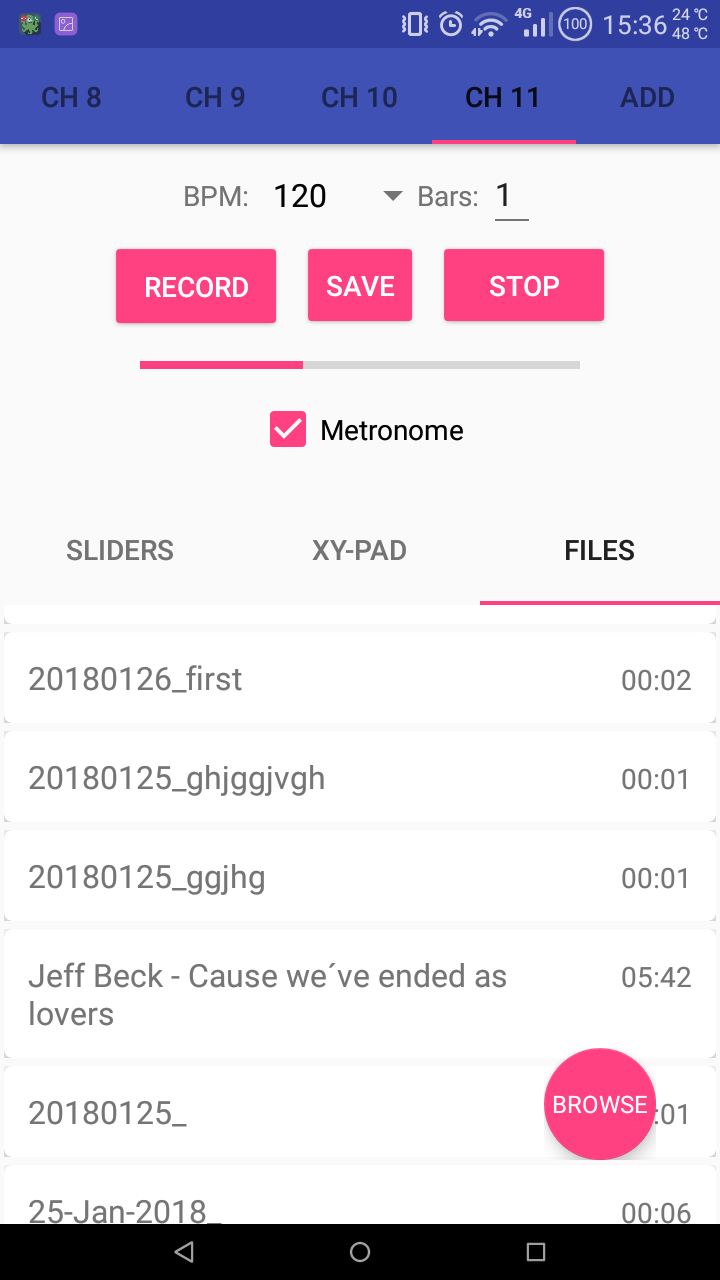 4G 100 15:36 24 °C
48 °C
CH 8 CH 9 CH 10 CH 11 ADD
BPM: 120 Bars: 1
RECORD SAVE STOP
Metronome
SLIDERS XY-PAD FILES
20180126_first 00:02
20180125_ghjggjvgh 00:01
20180125_ggjhg 00:01
Jeff Beck - Cause we´ve ended as 05:42
lovers
20180125_ BROWSE :01
25-Jan-2018_ 00:06